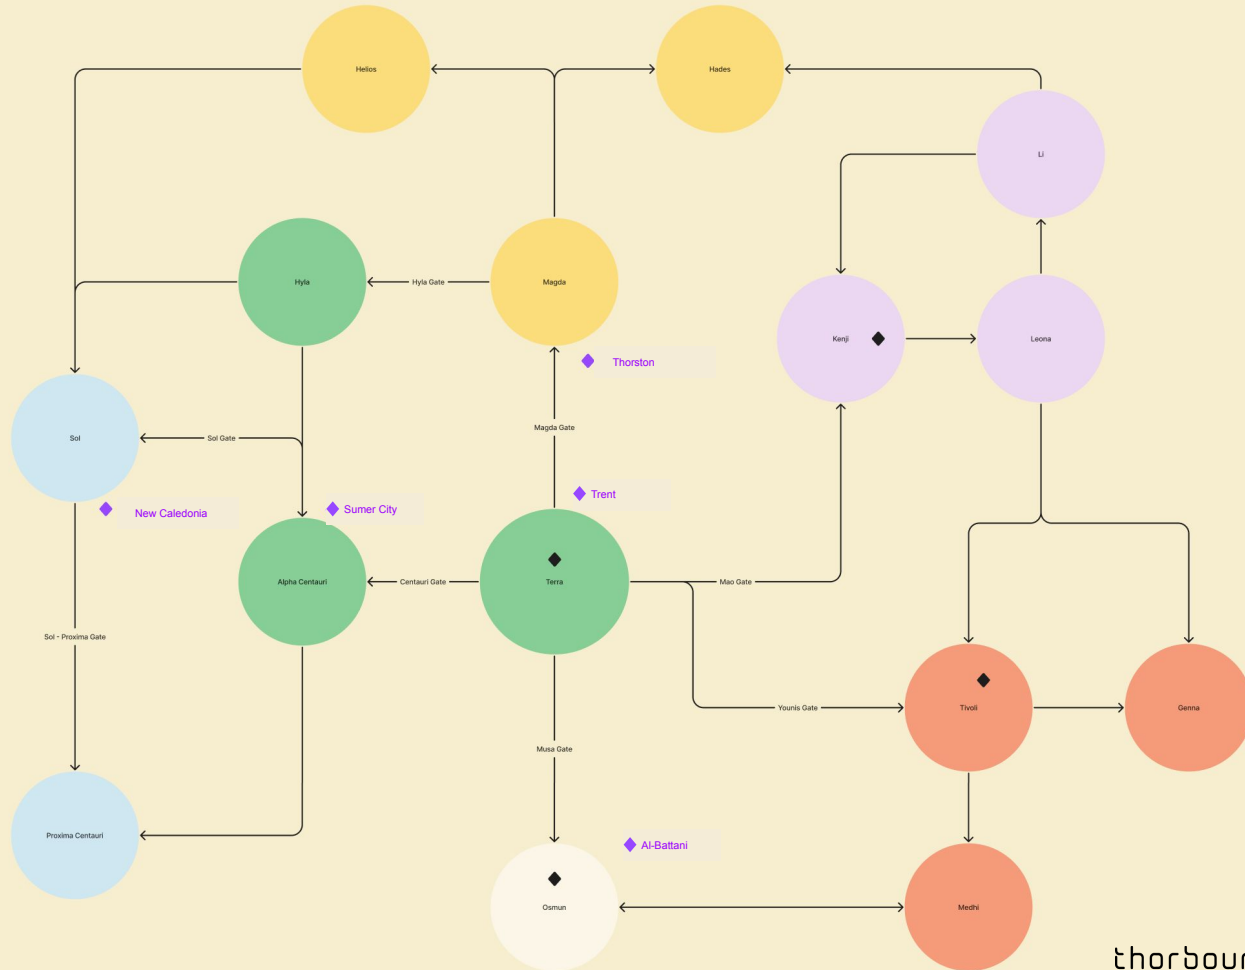 Helios
Hades
Li
Hyla
Hyla Gate
Magda
Kenji
Leona
Thorston
Magda Gate
Sol
Sol Gate
Trent
New Caledonia
Sumer City
Alpha Centauri
Centauri Gate
Terra
Mao Gate
Sol - Proxima Gate
Younis Gate
Tivoli
Genna
Musa Gate
Proxima Centauri
Al-Battani
Osmun
Medhi